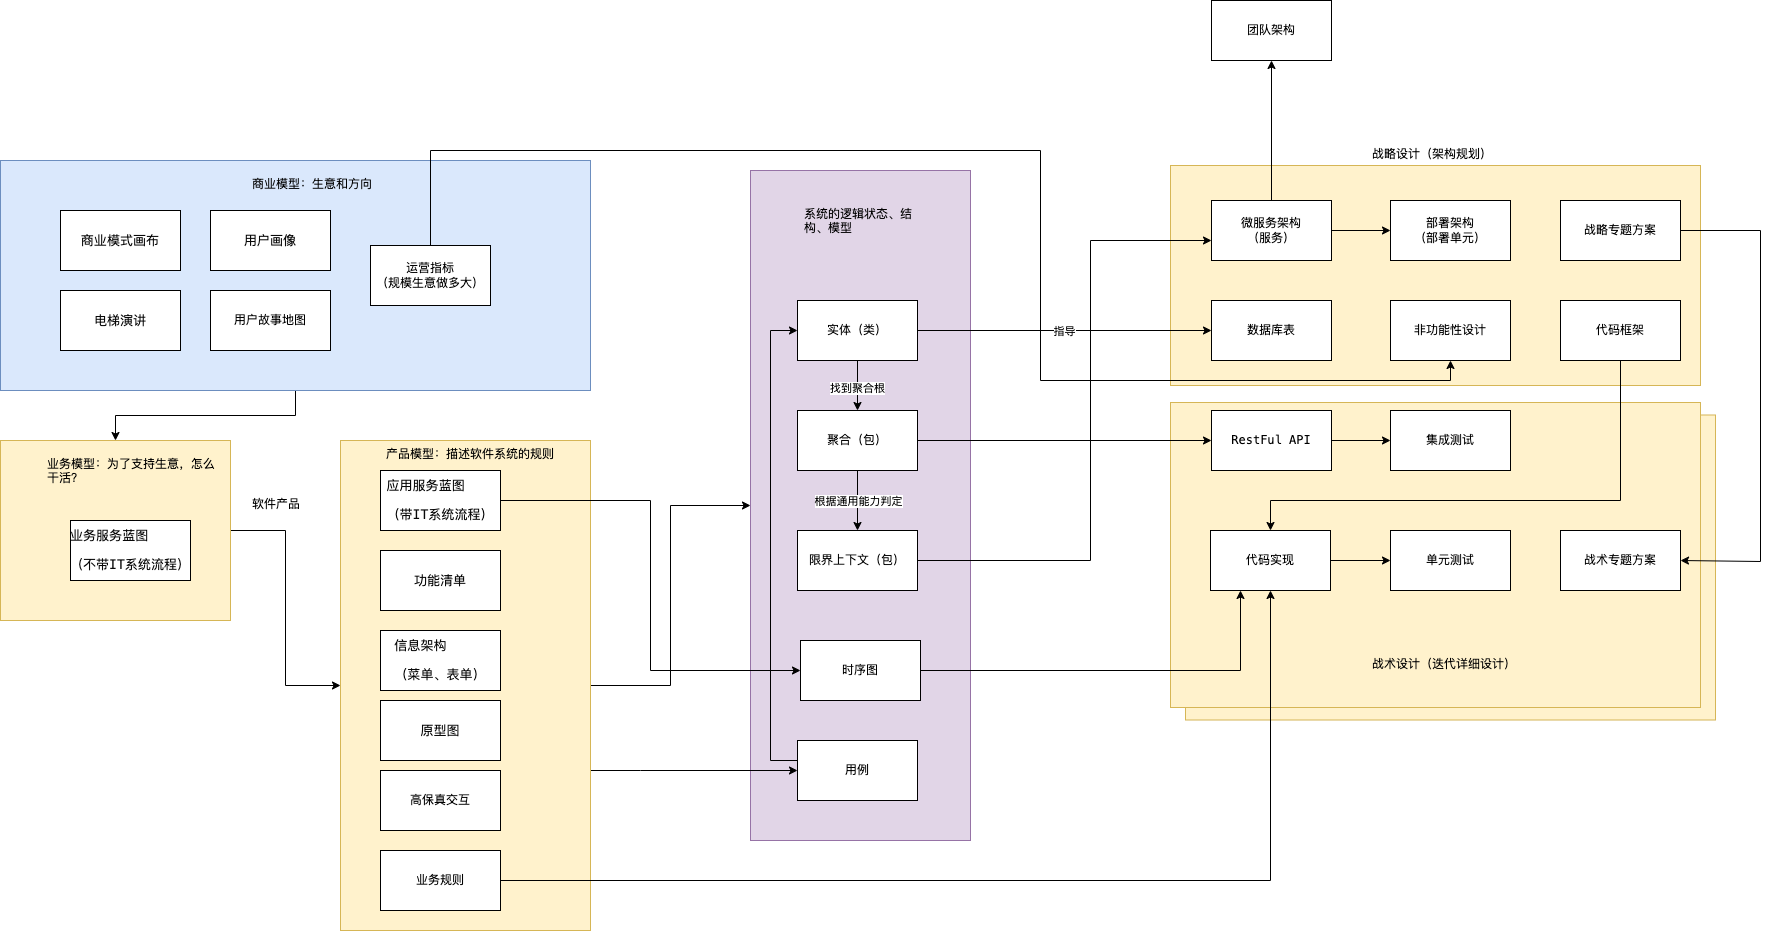 团队架构
商业模型：生意和方向
商业模式画布
用户画像
运营指标
（规模生意做多大）
电梯演讲
用户故事地图
业务模型：为了支持生意，怎么
干活？
业务服务蓝图
（不带IT系统流程）
软件产品
产品模型：描述软件系统的规则
应用服务蓝图
（带IT系统流程）
功能清单
信息架构
（菜单、表单）
原型图
高保真交互
业务规则
系统的逻辑状态、结
构、模型
实体（类）
找到聚合根
聚合（包）
根据通用能力判定
限界上下文（包）
时序图
用例
指导
战略设计（架构规划）
微服务架构
（服务）
部署架构
（部署单元）
战略专题方案
数据库表
非功能性设计
代码框架
RestFul API
集成测试
代码实现
单元测试
战术专题方案
战术设计（迭代详细设计）